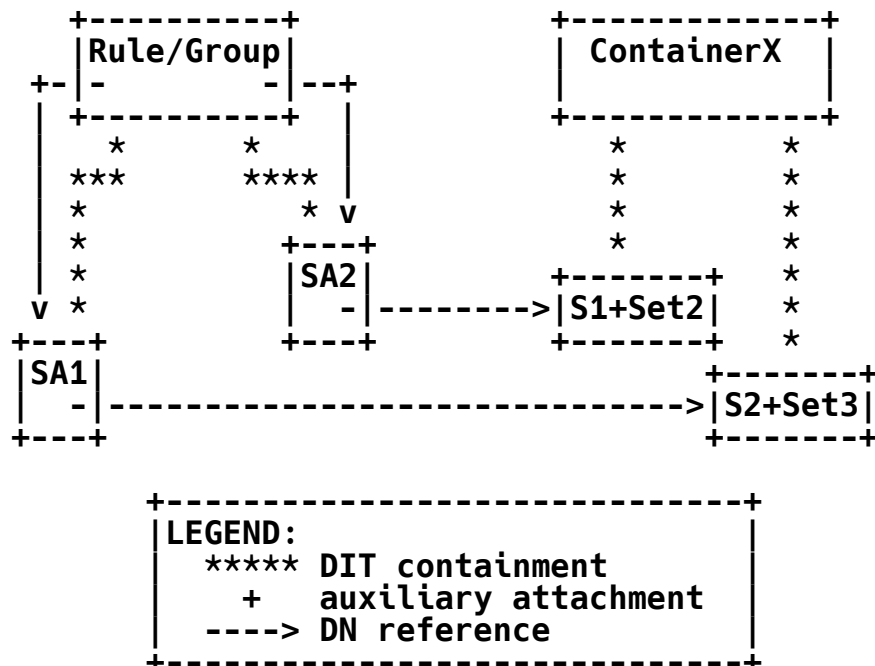 Rule/Group
ContainerX
SA2
S1+Set2
SA1
S2+Set3
LEGEND:
***** DIT containment
+ auxiliary attachment
----> DN reference